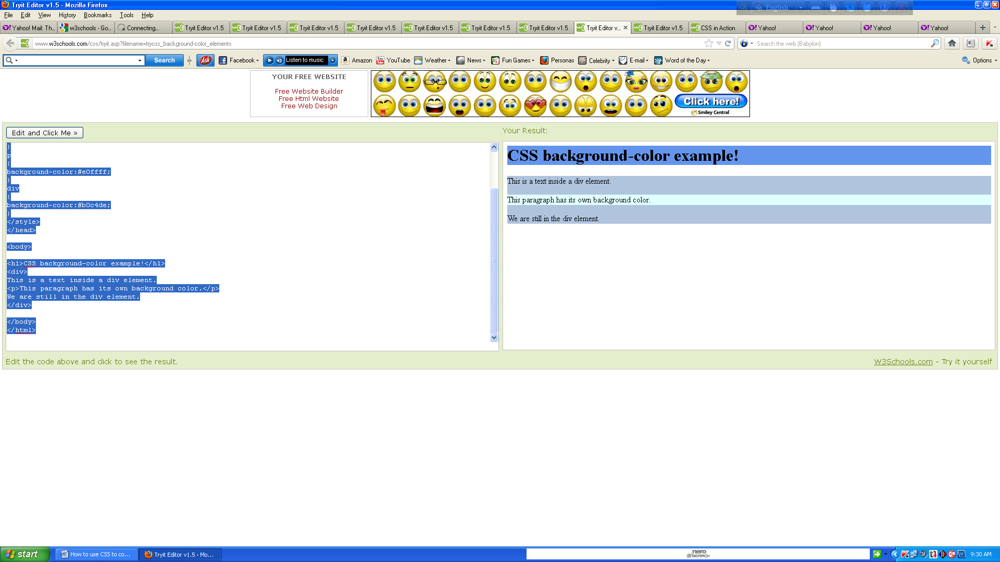 Tryit Editor v1.5 - Mozilla Firefox
English
File Edit View History Bookmarks Tools Help
Yahoo! Mail: Th... w3schools - Go... Connecting... Tryit Editor v1.5 Tryit Editor v1.5 Tryit Editor v1.5 Tryit Editor v1.5 Tryit Editor v1.5 Tryit Editor v1.5 Tryit Editor v1.5 Tryit Editor v... Tryit Editor v1.5 CSS in Action Yahoo! Yahoo! Yahoo! Yahoo!
www.w3schools.com/css/tryit.asp?filename=trycss_background-color_elements
Search the web (Babylon)
Search Ask Facebook Listen to music Amazon YouTube Weather News Fun Games Personas Celebrity E-mail Word of the Day Options
YOUR FREE WEBSITE
Free Website Builder
Free Html Website
Free Web Design
Click here!
Smiley Central
Edit and Click Me »
Your Result:
}
p
{
background-color:#e0ffff;
}
div
{
background-color:#b0c4de;
}
</style>
</head>
<body>
<h1>CSS background-color example!</h1>
<div>
This is a text inside a div element.
<p>This paragraph has its own background color.</p>
We are still in the div element.
</div>
</body>
</html>
CSS background-color example!
This is a text inside a div element.
This paragraph has its own background color.
We are still in the div element.
Edit the code above and click to see the result.
W3Schools.com - Try it yourself
start
How to use CSS to co...
Tryit Editor v1.5 - Mo...
nero
SEARCH
9:30 AM